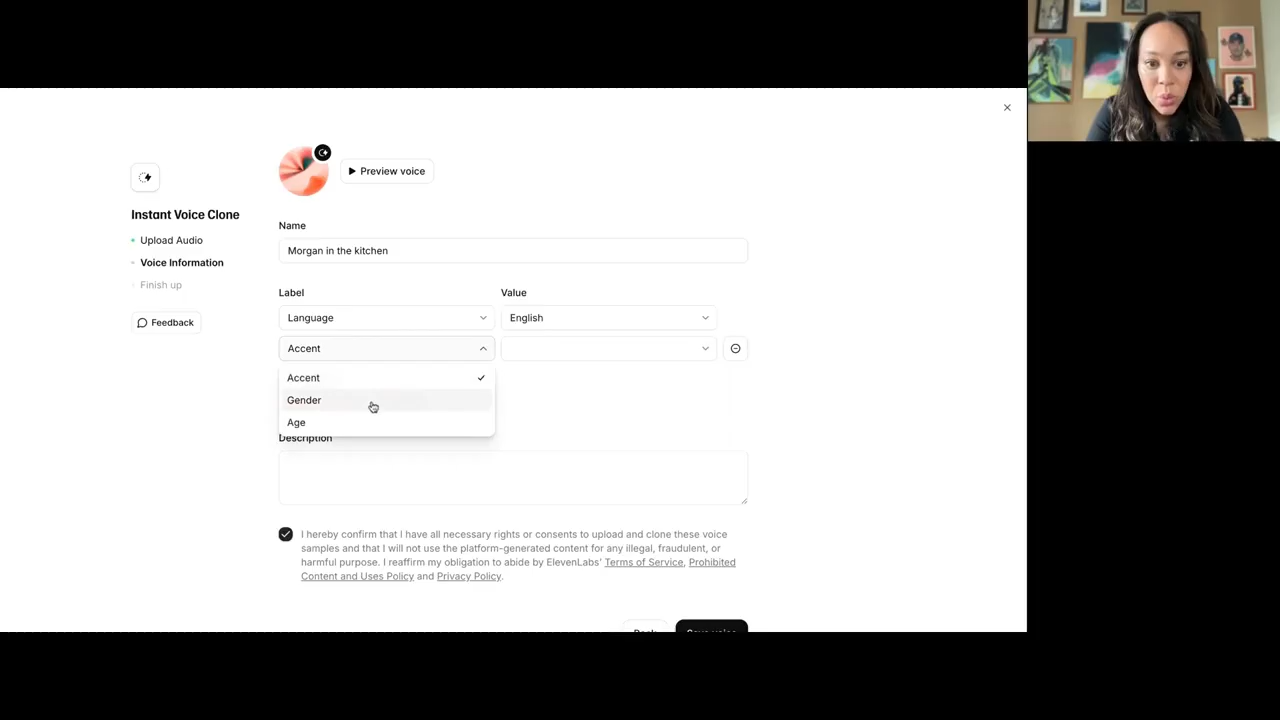 Preview voice
Instant Voice Clone
Upload Audio
Voice Information
Finish up
Feedback
Name
Morgan in the kitchen
Label
Value
Language
English
Accent
Accent
Gender
Age
Description
I hereby confirm that I have all necessary rights or consents to upload and clone these voice
samples and that I will not use the platform-generated content for any illegal, fraudulent, or
harmful purpose. I reaffirm my obligation to abide by ElevenLabs' Terms of Service, Prohibited
Content and Uses Policy and Privacy Policy.
Back
Save voice